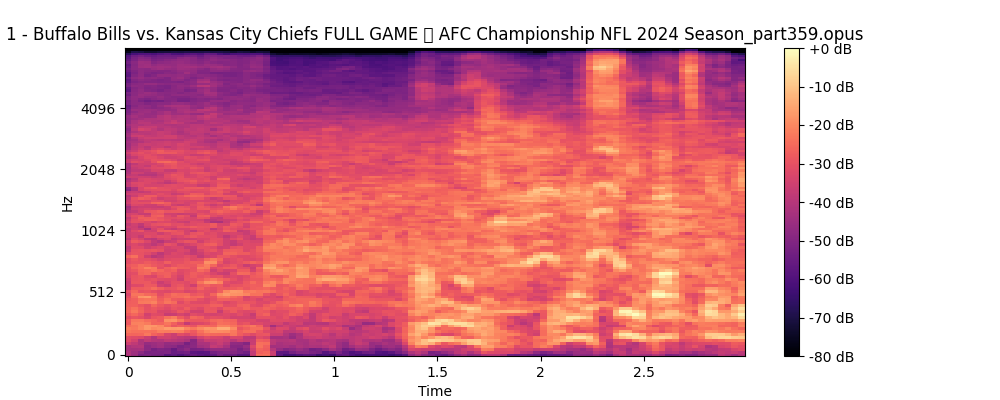 1 - Buffalo Bills vs. Kansas City Chiefs FULL GAME ▯ AFC Championship NFL 2024 Season_part359.opus
+0 dB
-10 dB
-20 dB
-30 dB
-40 dB
-50 dB
-60 dB
-70 dB
-80 dB
4096
2048
1024
512
0
Hz
0 0.5 1 1.5 2 2.5
Time